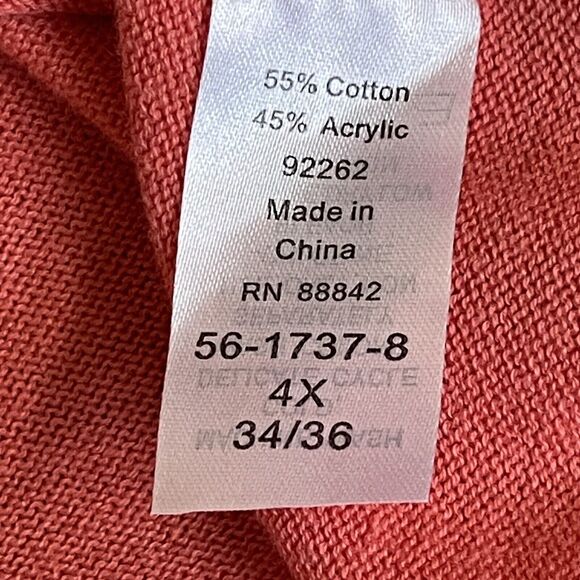 55% Cotton
45% Acrylic
92262
Made in
China
RN 88842
56-1737-8
4X
34/36